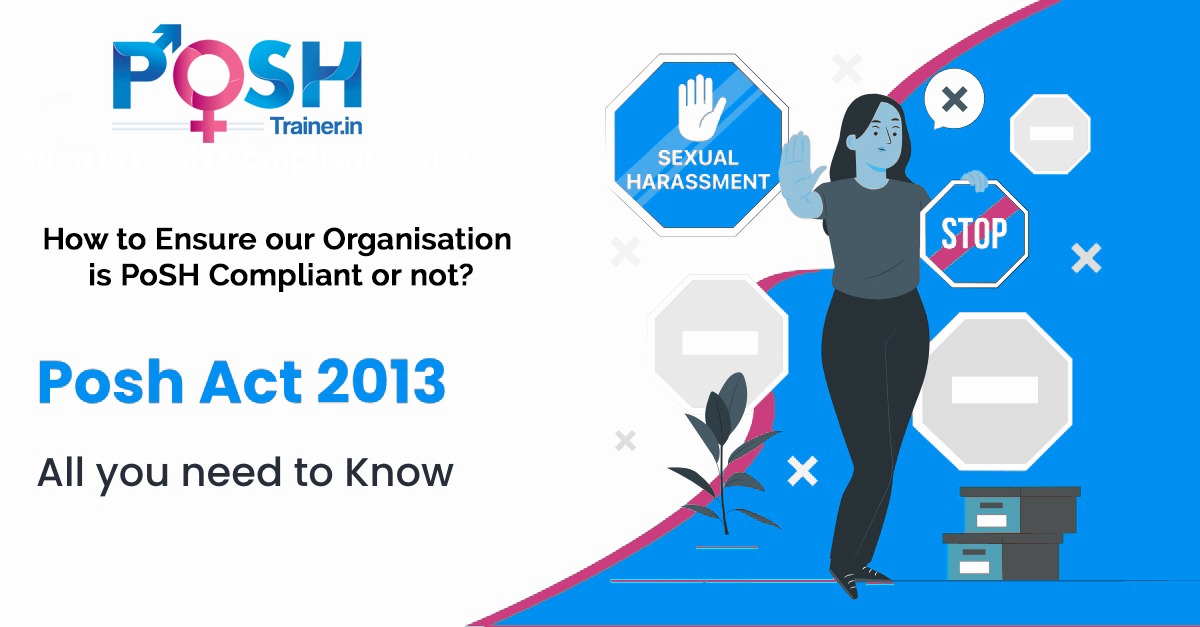 POSH
Trainer.in
How to Ensure our Organisation
is PoSH Compliant or not?
Posh Act 2013
All you need to Know
SEXUAL
HARASSMENT
STOP